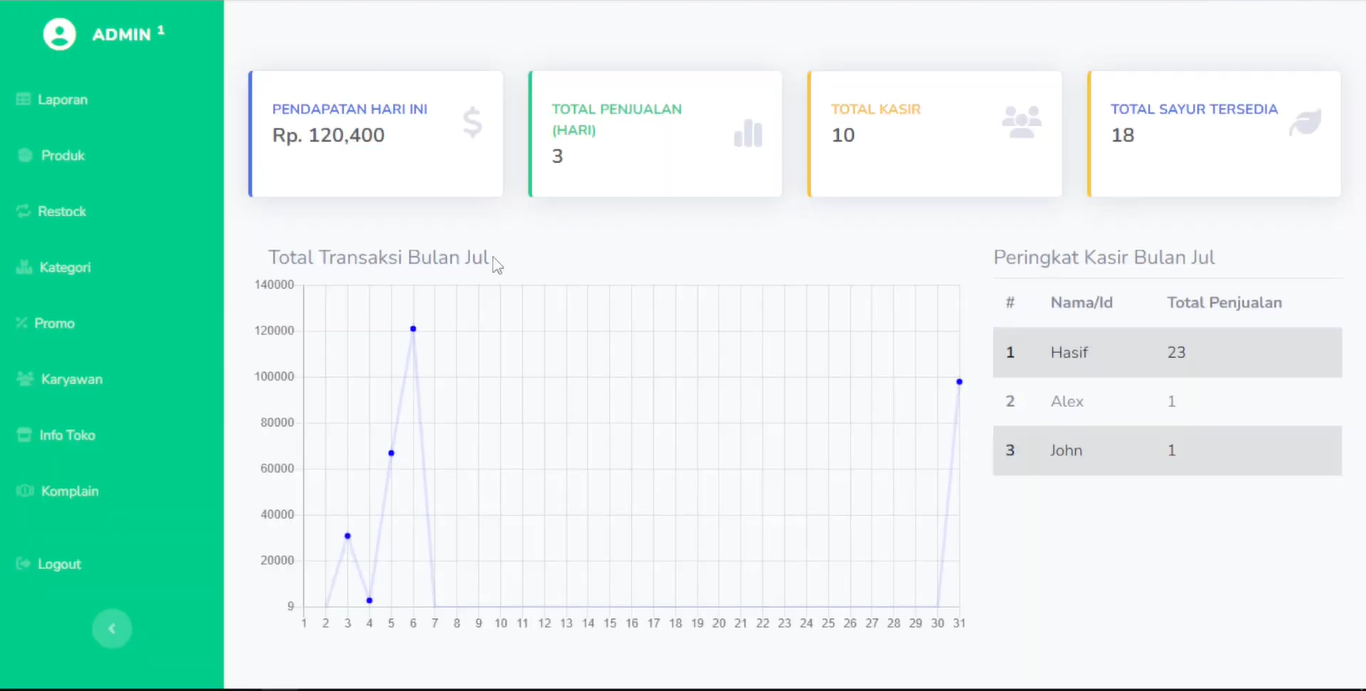 ADMIN 1
Laporan
Produk
Restock
Kategori
Promo
Karyawan
Info Toko
Komplain
Logout
PENDAPATAN HARI INI
Rp. 120,400
TOTAL PENJUALAN
(HARI)
3
TOTAL KASIR
10
TOTAL SAYUR TERSEDIA
18
Total Transaksi Bulan Jul
140000
120000
100000
80000
60000
40000
20000
9
1 2 3 4 5 6 7 8 9 10 11 12 13 14 15 16 17 18 19 20 21 22 23 24 25 26 27 28 29 30 31
Peringkat Kasir Bulan Jul
# Nama/Id Total Penjualan
1 Hasif 23
2 Alex 1
3 John 1